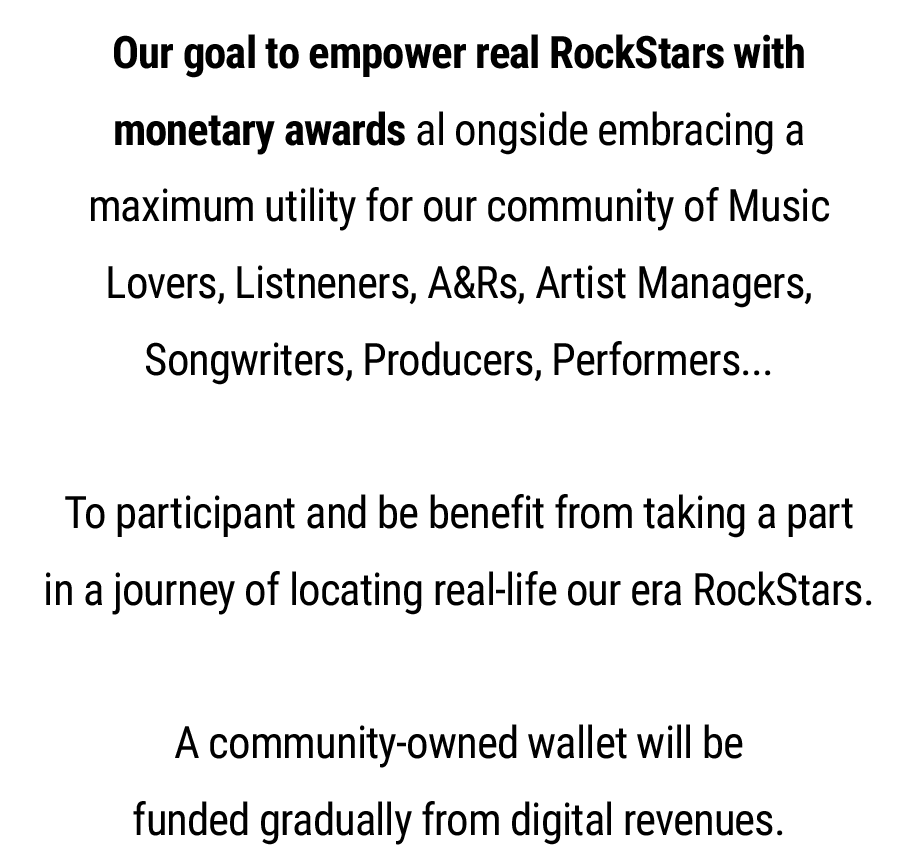 Our goal to empower real RockStars with
monetary awards al ongside embracing a
maximum utility for our community of Music
Lovers, Listneners, A&Rs, Artist Managers,
Songwriters, Producers, Performers...
To participant and be benefit from taking a part
in a journey of locating real-life our era RockStars.
A community-owned wallet will be
funded gradually from digital revenues.